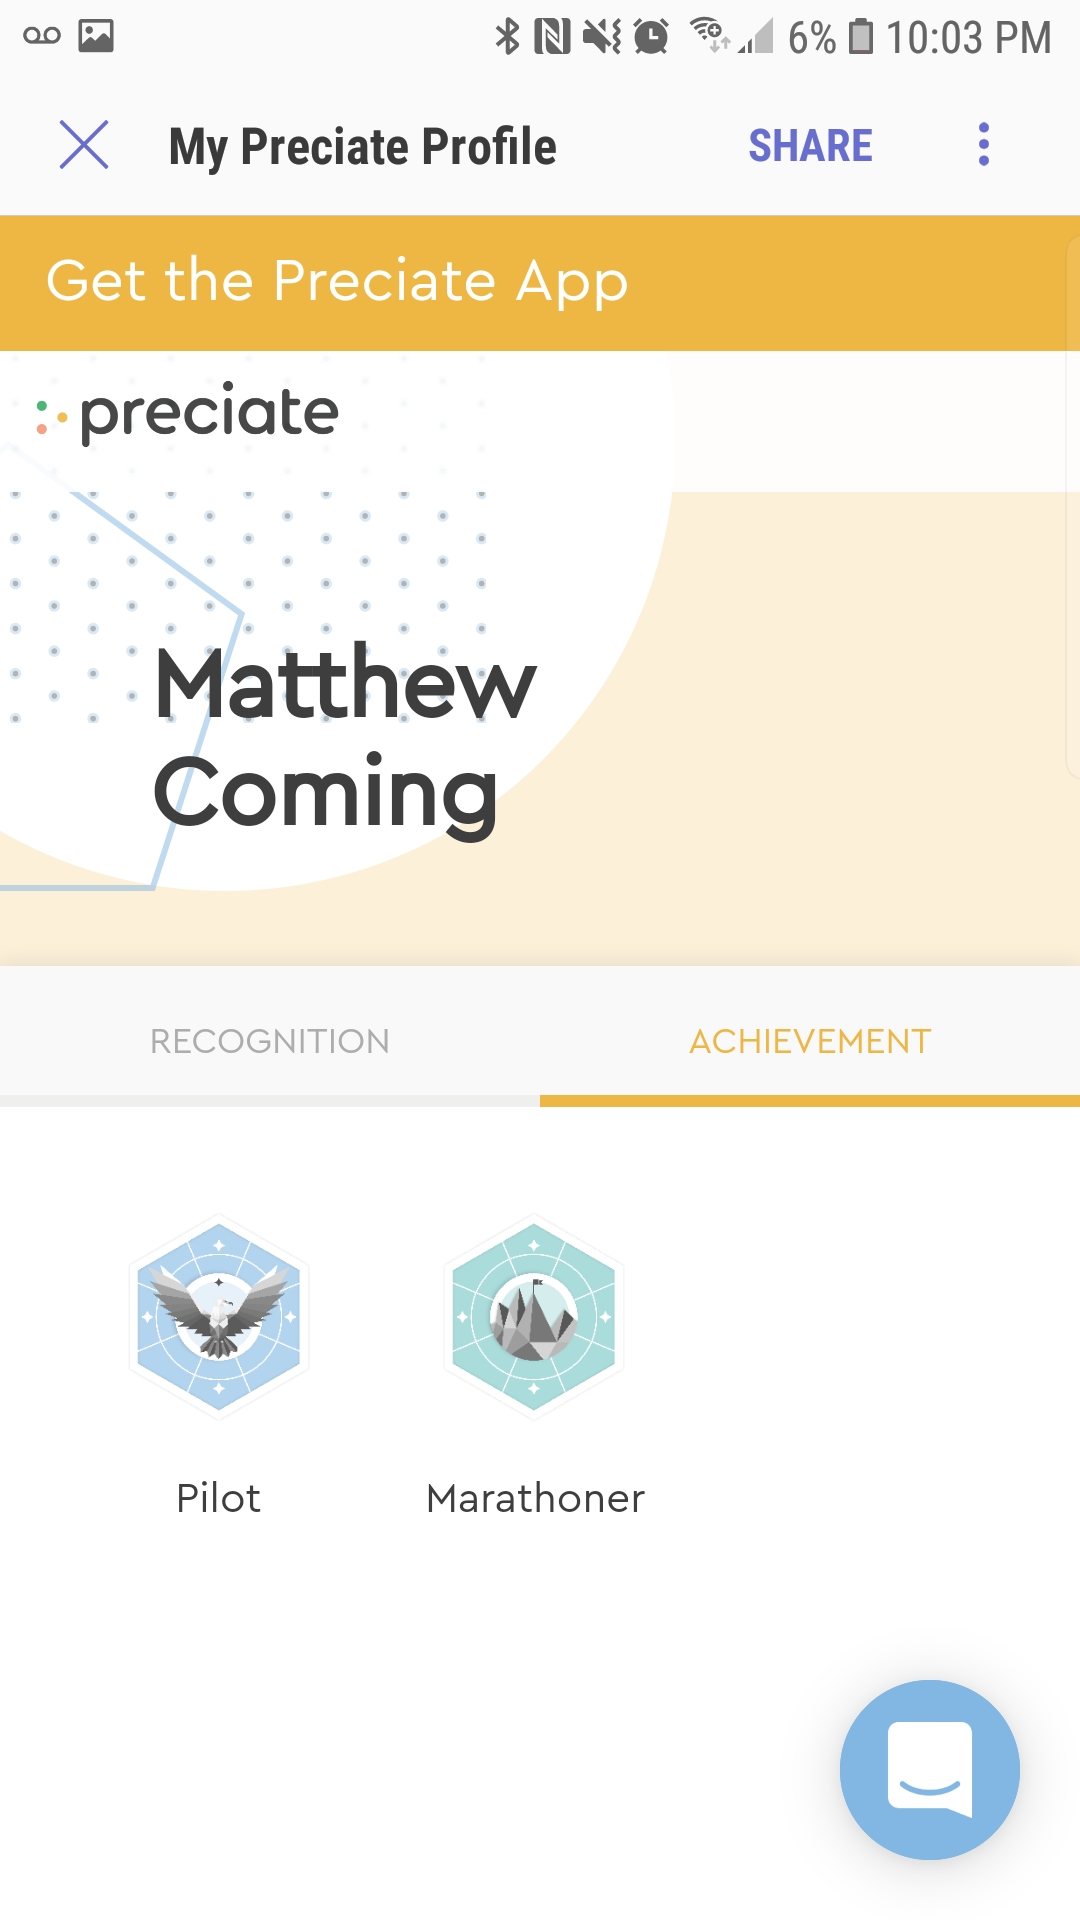 6% 10:03 PM
My Preciate Profile SHARE
Get the Preciate App
preciate
Matthew
Coming
RECOGNITION ACHIEVEMENT
Pilot Marathoner